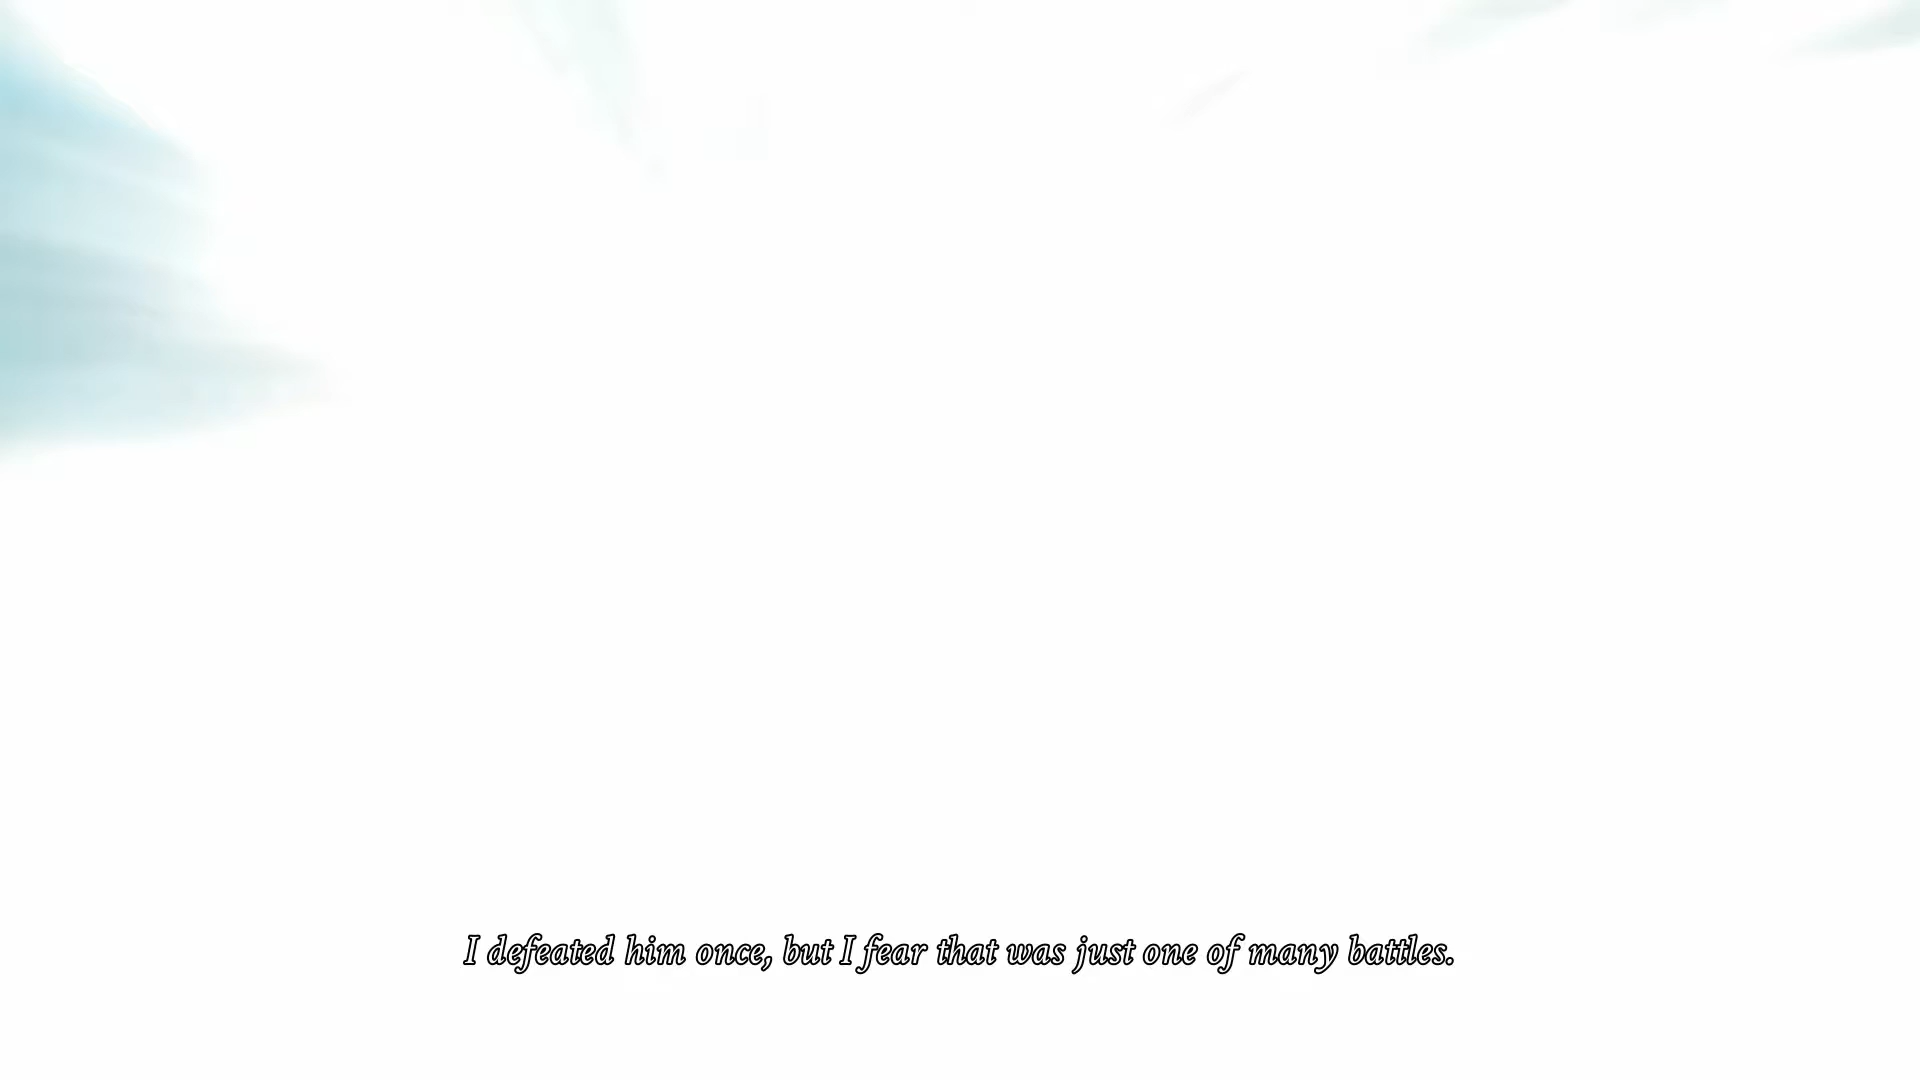 I defeated him once, but I fear that was just one of many battles.